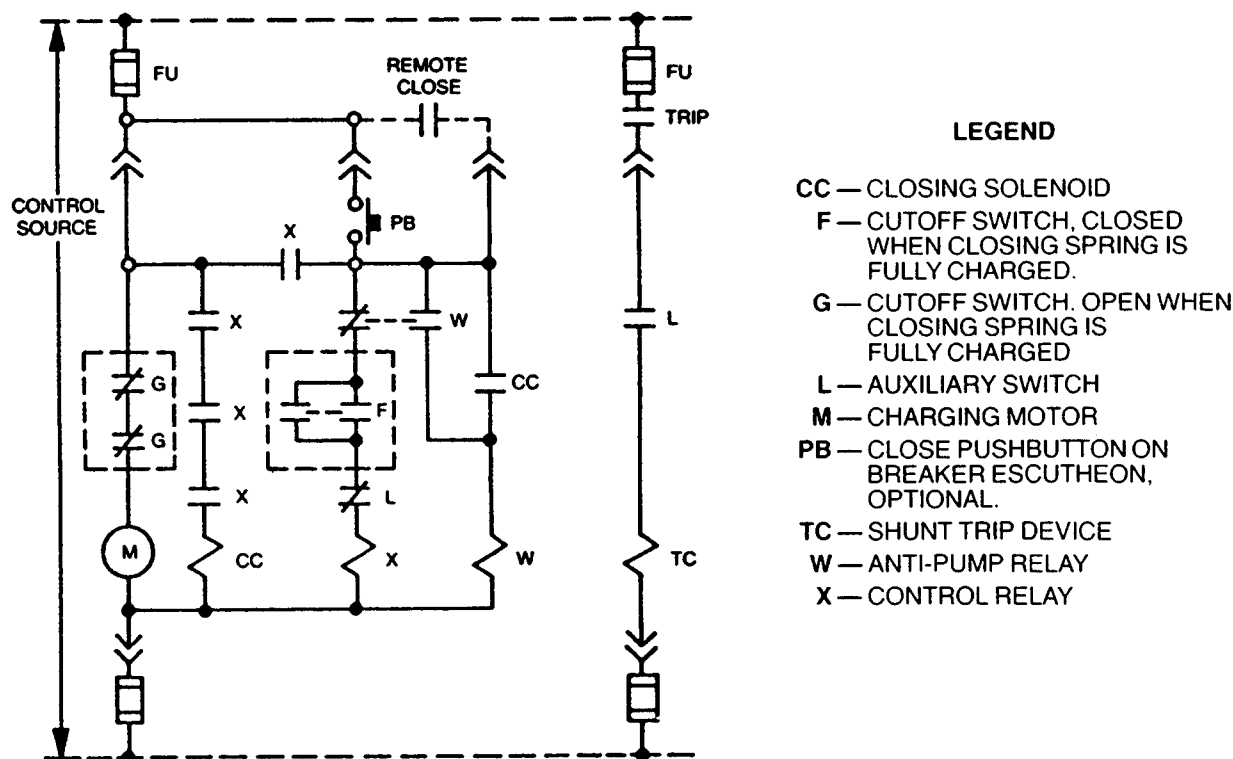 FU
REMOTE
CLOSE
FU
TRIP
CONTROL
SOURCE
X
PB
X
W
L
G
X
F
CC
G
X
L
M
CC
X
W
TC
LEGEND
CC — CLOSING SOLENOID
F — CUTOFF SWITCH, CLOSED
WHEN CLOSING SPRING IS
FULLY CHARGED.
G — CUTOFF SWITCH. OPEN WHEN
CLOSING SPRING IS
FULLY CHARGED
L — AUXILIARY SWITCH
M — CHARGING MOTOR
PB — CLOSE PUSHBUTTON ON
BREAKER ESCUTHEON,
OPTIONAL.
TC — SHUNT TRIP DEVICE
W — ANTI-PUMP RELAY
X — CONTROL RELAY